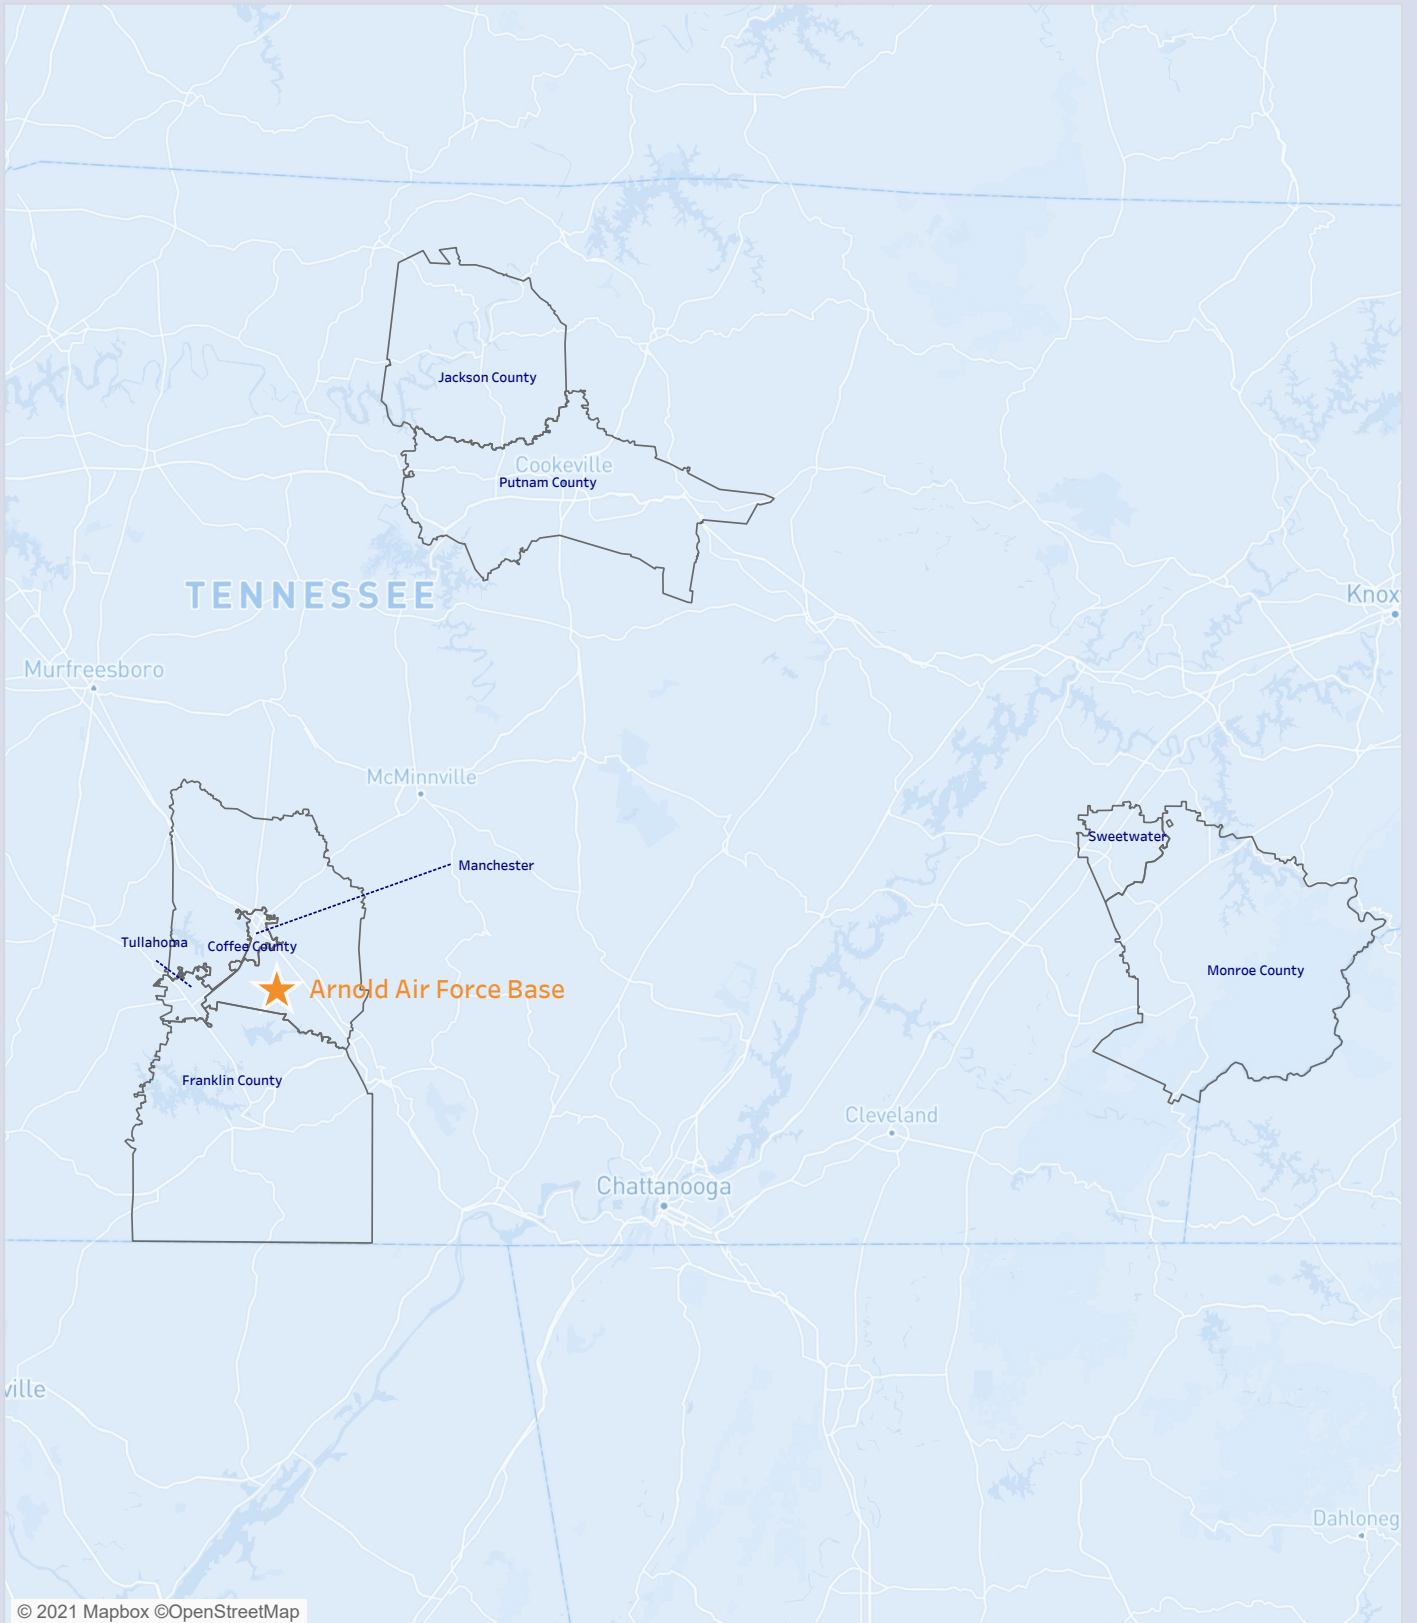 Jackson County
Cookeville
Putnam County
TENNESSEE
Knox
Murfreesboro
McMinnville
Sweetwater
Manchester
Tullahoma
Coffee County
Monroe County
Arnold Air Force Base
Franklin County
Cleveland
Chattanooga
ville
Dahloneg
© 2021 Mapbox ©OpenStreetMap